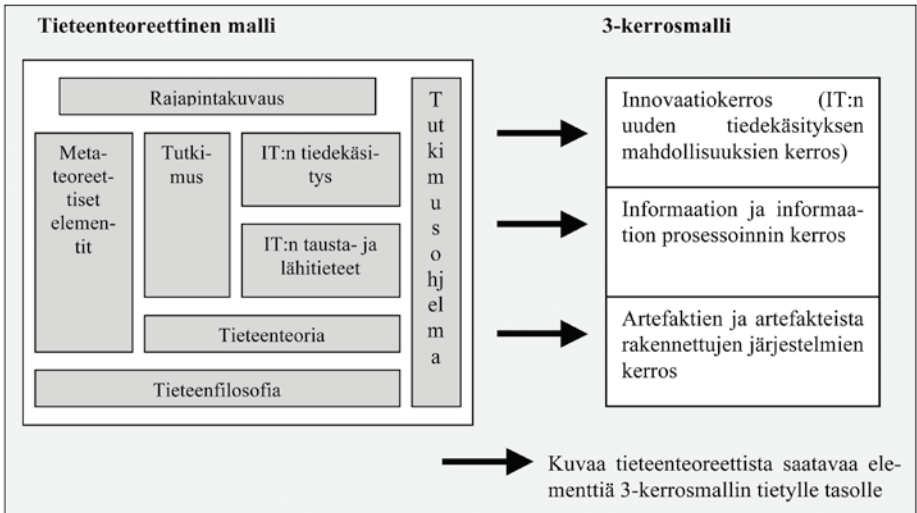 Tieteenteoreettinen malli
3-kerrosmalli
Rajapintakuvaus
Meta-
teoreet-
tiset
elemen-
tit
Tutki-
mus
IT:n tiedekäsi-
tys
IT:n tausta- ja
lähitieteet
Tieteenteoria
Tieteenfilosofia
T
ut
ki
m
u
s
o
hj
el
m
a
Innovaatiokerros (IT:n
uuden tiedekäsityksen
mahdollisuuksien kerros)
Informaation ja informaa-
tion prosessoinnin kerros
Artefaktien ja artefakteista
rakennettujen järjestelmien
kerros
Kuvaa tieteenteoreettista saatavaa ele-
menttiä 3-kerrosmallin tietylle tasolle